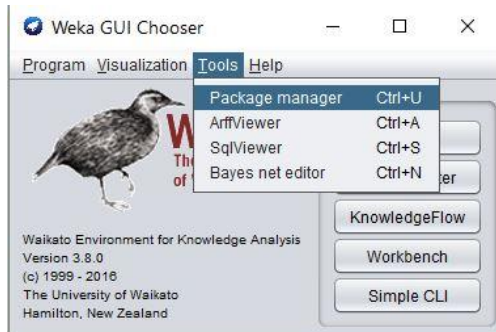 Weka GUI Chooser
Program Visualization Tools Help
Package manager Ctrl+U
ArffViewer Ctrl+A
SqlViewer Ctrl+S
Bayes net editor Ctrl+N
KnowledgeFlow
Workbench
Simple CLI
Waikato Environment for Knowledge Analysis
Version 3.8.0
(c) 1999 - 2016
The University of Waikato
Hamilton, New Zealand